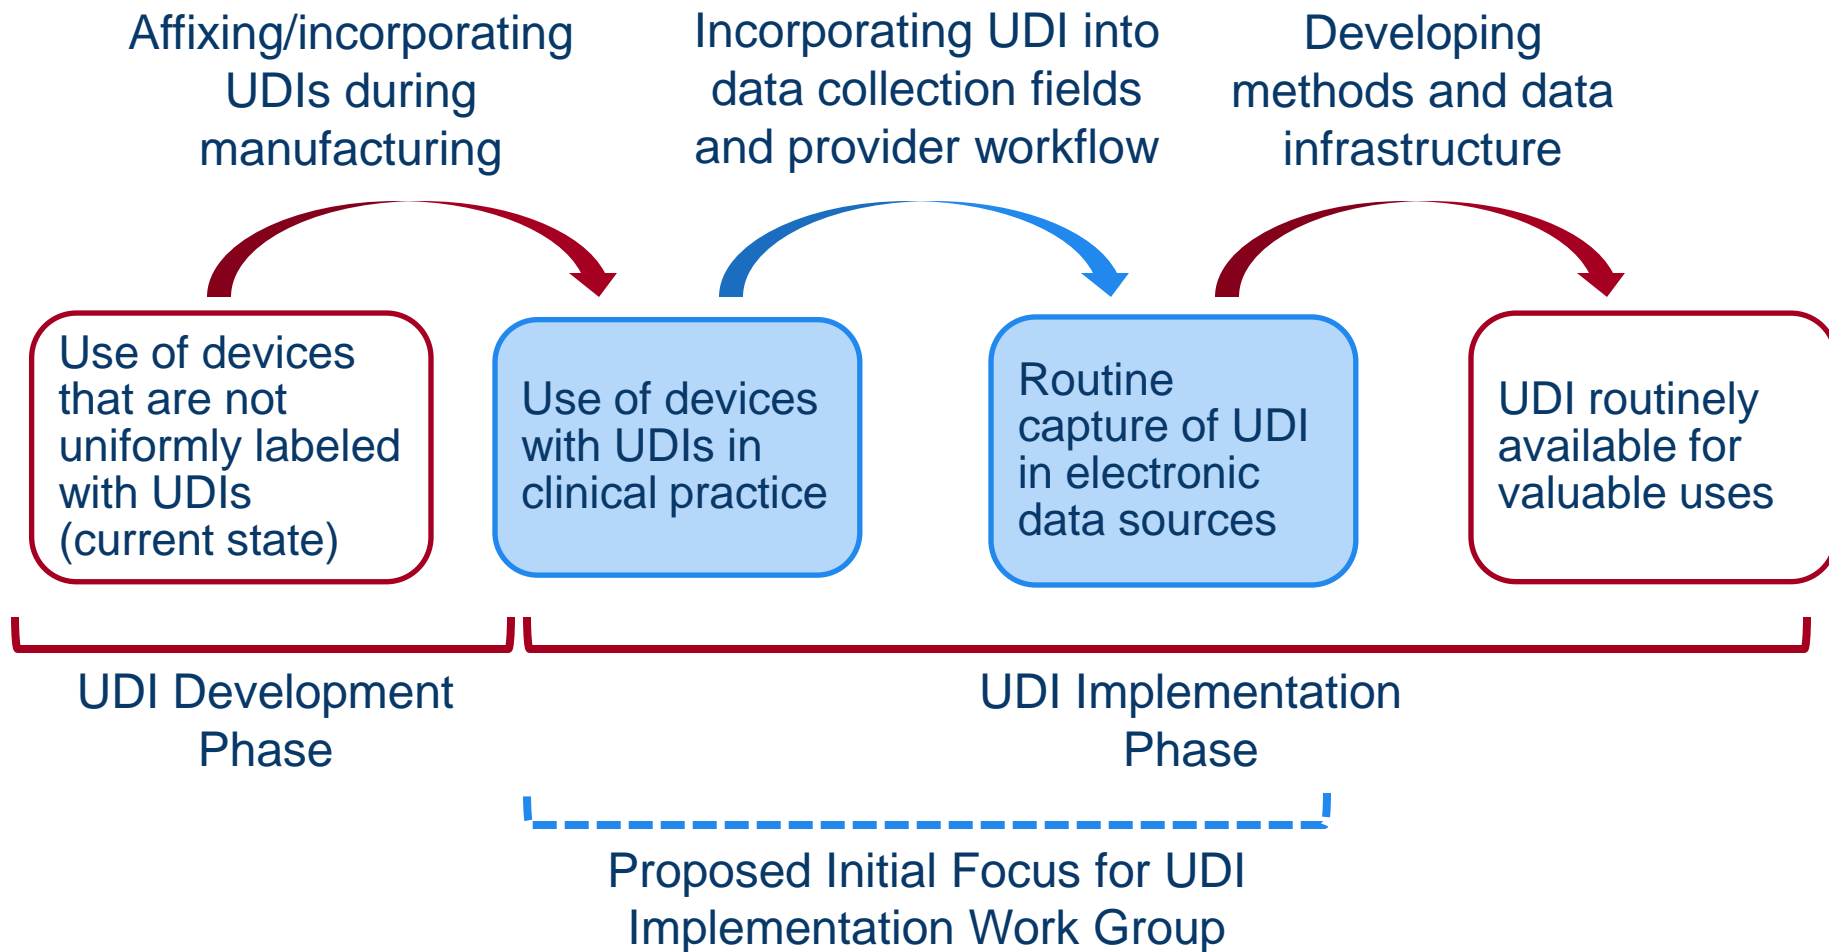 Affixing/incorporating
UDIs during
manufacturing
Incorporating UDI into
data collection fields
and provider workflow
Developing
methods and data
infrastructure
Use of devices
that are not
uniformly labeled
with UDIs
(current state)
Use of devices
with UDIs in
clinical practice
Routine
capture of UDI
in electronic
data sources
UDI routinely
available for
valuable uses
UDI Development
Phase
UDI Implementation
Phase
Proposed Initial Focus for UDI
Implementation Work Group